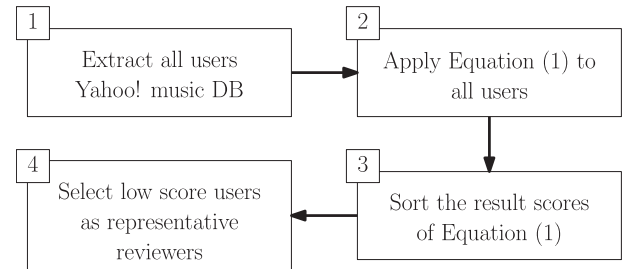 1
Extract all users
Yahoo! music DB
2
Apply Equation (1) to
all users
3
Sort the result scores
of Equation (1)
4
Select low score users
as representative
reviewers